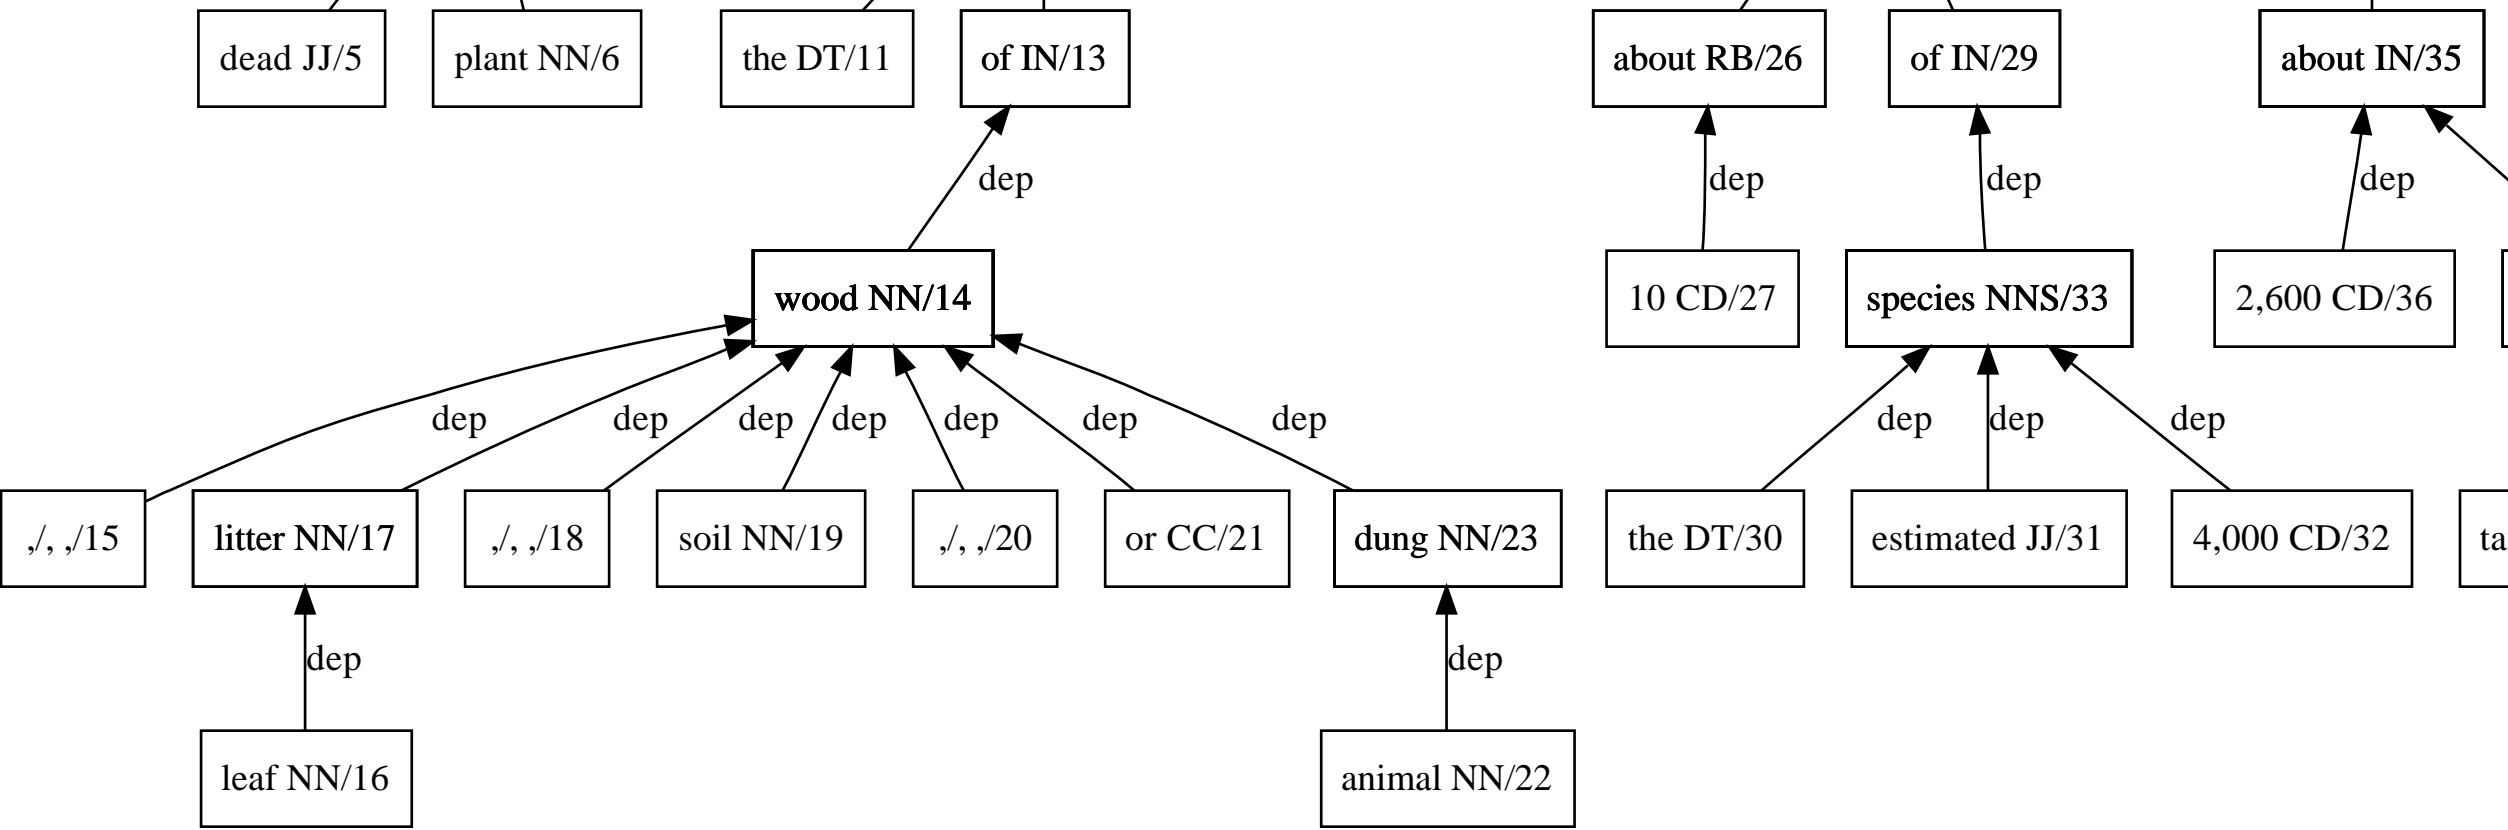 dead JJ/5 plant NN/6 the DT/11 of IN/13 about RB/26 of IN/29 about IN/35
dep dep dep dep
wood NN/14 10 CD/27 species NNS/33 2,600 CD/36
dep dep dep dep dep dep dep dep dep dep
,/, ,/15 litter NN/17 ,/, ,/18 soil NN/19 ,/, ,/20 or CC/21 dung NN/23 the DT/30 estimated JJ/31 4,000 CD/32
dep dep
leaf NN/16 animal NN/22